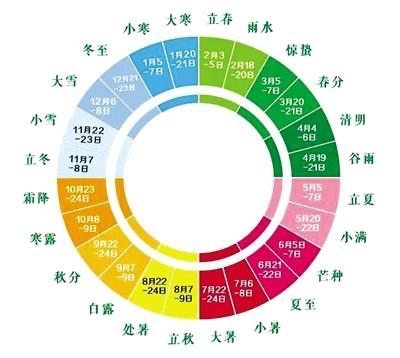 立春
2月3
-5日
雨水
2月18
-20日
惊蛰
3月5
-7日
春分
3月20
-21日
清明
4月4
-6日
谷雨
4月19
-21日
立夏
5月5
-7日
小满
5月20
-22日
芒种
6月5日
-7日
夏至
6月21
-22日
小暑
7月6
-8日
大暑
7月22
-24日
立秋
8月7
-9日
处暑
8月22
-24日
白露
9月7
-9日
秋分
9月22
-24日
寒露
10月8
-9日
霜降
10月23
-24日
立冬
11月7
-8日
小雪
11月22
-23日
大雪
12月6
-8日
冬至
12月21
-23日
小寒
1月5
-7日
大寒
1月20
-21日